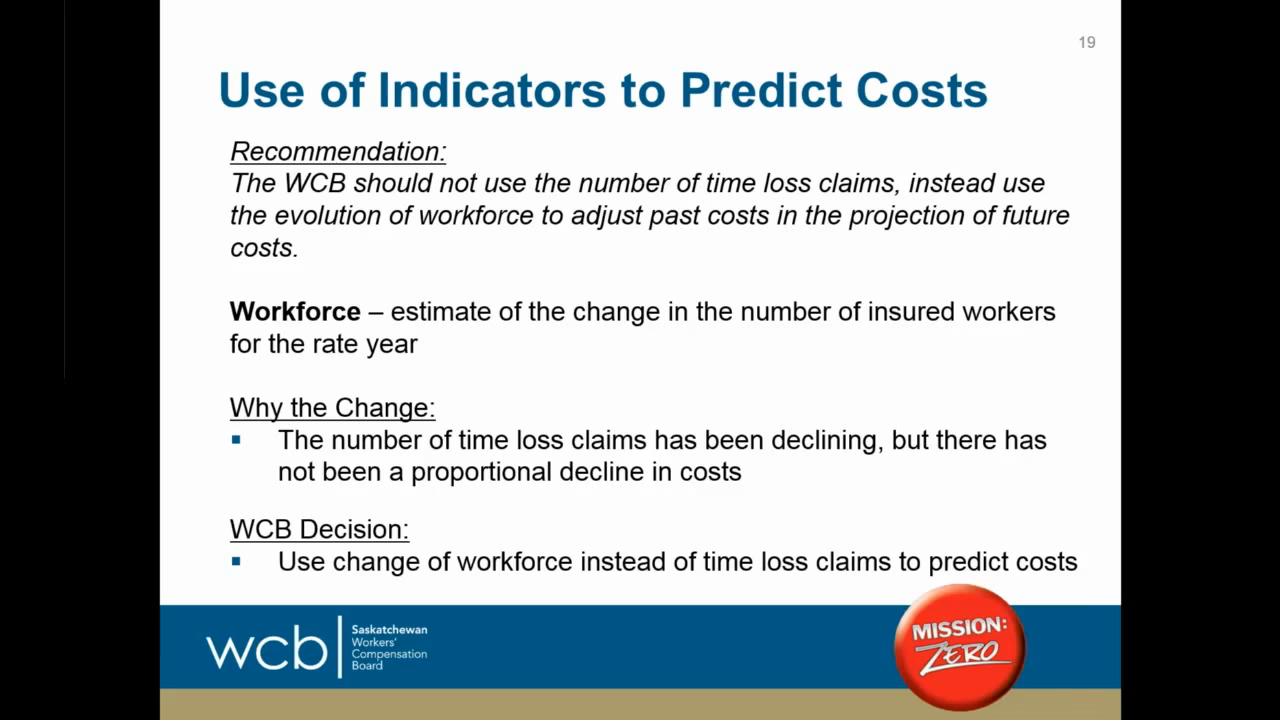 19
Use of Indicators to Predict Costs
Recommendation:
The WCB should not use the number of time loss claims, instead use
the evolution of workforce to adjust past costs in the projection of future
costs.
Workforce – estimate of the change in the number of insured workers
for the rate year
Why the Change:
▪ The number of time loss claims has been declining, but there has
not been a proportional decline in costs
WCB Decision:
▪ Use change of workforce instead of time loss claims to predict costs
wcb
Saskatchewan
Workers'
Compensation
Board
MISSION:
ZERO